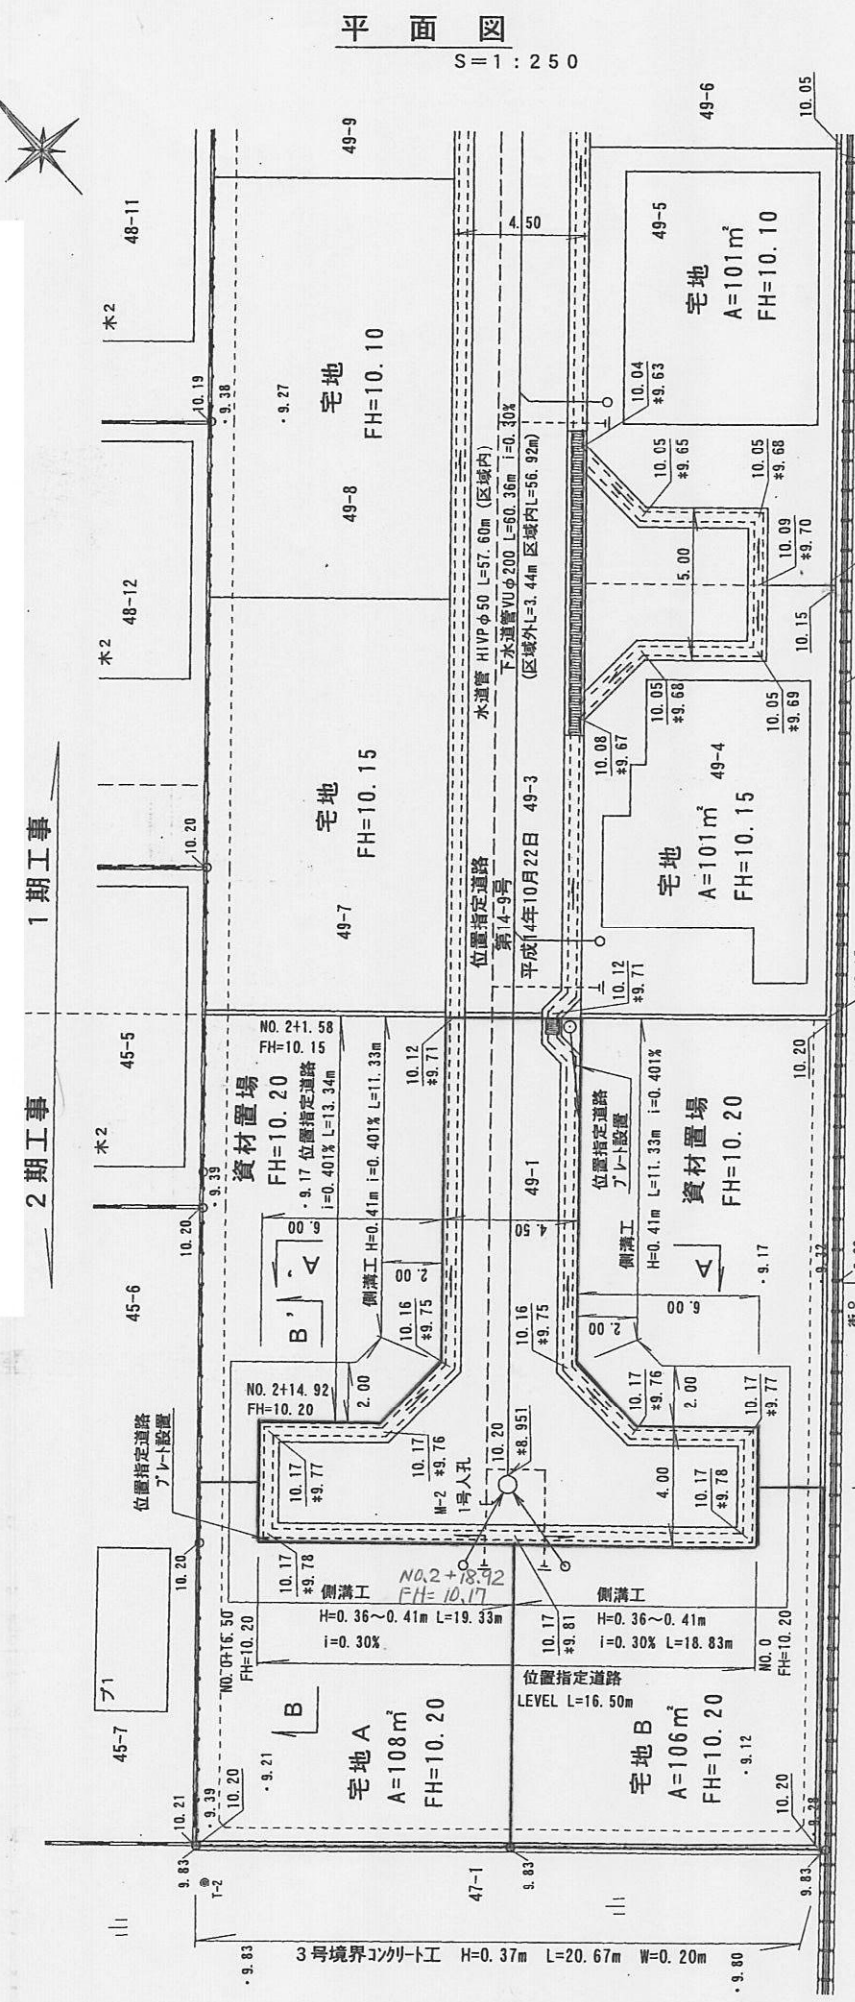 平面図
S=1:250
49-6
10.05
49-9
48-11
木2
4.50
49-5
宅地
A=101m²
FH=10.10
10.19
・9.38
・9.27
宅地
FH=10.10
49-8
10.04
*9.63
10.05
*9.65
10.05
*9.68
10.09
*9.70
5.00
10.15
水道管 HIVPφ50 L=57.60m (区域内)
下水道管VUφ200 L=60.36m i=0.30%
(区域外L=3.44m 区域内L=56.92m)
48-12
木2
10.05
*9.68
10.05
*9.69
10.08
*9.67
49-4
宅地
A=101m²
FH=10.15
1期工事
10.20
宅地
FH=10.15
49-7
位置指定道路
第14-9号
平成14年10月22日
49-3
10.12
*9.71
2期工事
45-5
木2
NO.2+1.58
FH=10.15
資材置場
FH=10.20
・9.17
位置指定道路
i=0.401% L=13.34m
側溝工 H=0.41m i=0.401% L=11.33m
10.12
*9.71
49-1
位置指定道路
プレート設置
側溝工
H=0.41m L=11.33m i=0.401%
資材置場
FH=10.20
10.20
・9.39
10.20
45-6
6.00
A'
B'
2.00
4.50
10.16
*9.75
10.16
*9.75
2.00
6.00
A
・9.17
9.32
NO.2+14.92
FH=10.20
2.00
10.17
*9.76
10.17
*9.77
10.20
*8.951
M-2
1号人孔
10.17
*9.76
2.00
10.17
*9.77
4.00
10.17
*9.78
位置指定道路
プレート設置
10.20
10.17
*9.78
NO.2+18.92
FH=10.17
側溝工
H=0.36～0.41m L=19.33m
i=0.30%
10.17
*9.81
側溝工
H=0.36～0.41m
i=0.30% L=18.83m
NO.0+16.50
FH=10.20
NO.0
FH=10.20
位置指定道路
LEVEL L=16.50m
プ1
45-7
B
宅地A
A=108m²
FH=10.20
・9.21
宅地B
A=106m²
FH=10.20
・9.12
10.21
・9.39
10.20
10.20
9.28
9.83
T-2
47-1
9.83
9.83
・9.83
3号境界コンクリート工 H=0.37m L=20.67m W=0.20m
・9.80